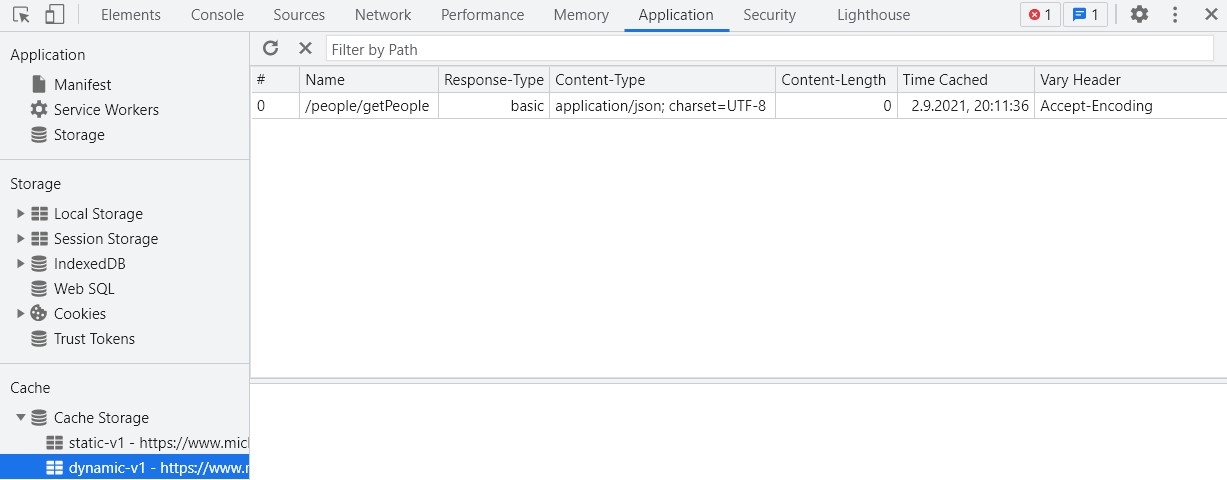 Elements Console Sources Network Performance Memory Application Security Lighthouse 1 1
Application
Manifest
Service Workers
Storage
Storage
Local Storage
Session Storage
IndexedDB
Web SQL
Cookies
Trust Tokens
Cache
Cache Storage
static-v1 - https://www.mic
dynamic-v1 - https://www.
Filter by Path
# Name Response-Type Content-Type Content-Length Time Cached Vary Header
0 /people/getPeople basic application/json; charset=UTF-8 0 2.9.2021, 20:11:36 Accept-Encoding